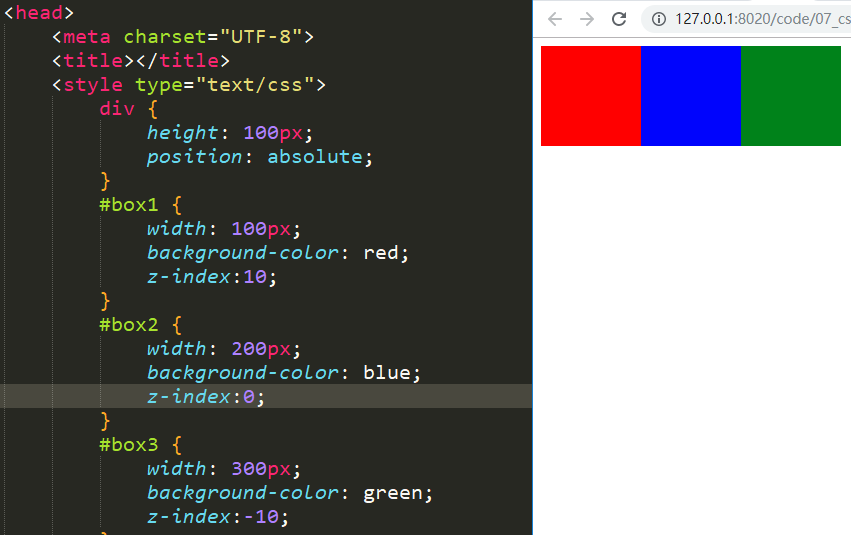 <head>
<meta charset="UTF-8">
<title></title>
<style type="text/css">
div {
height: 100px;
position: absolute;
}
#box1 {
width: 100px;
background-color: red;
z-index:10;
}
#box2 {
width: 200px;
background-color: blue;
z-index:0;
}
#box3 {
width: 300px;
background-color: green;
z-index:-10;
127.0.0.1:8020/code/07_cs